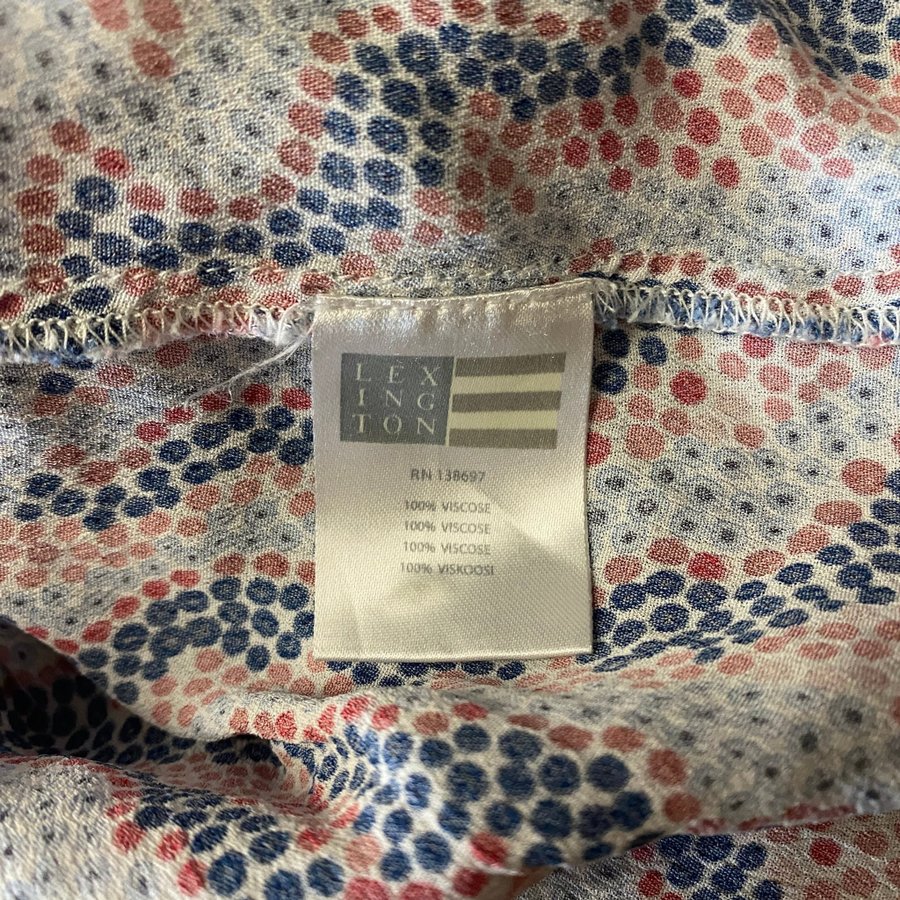 LEX
ING
TON
RN 138697
100% VISCOSE
100% VISCOSE
100% VISCOSE
100% VISKOOSI